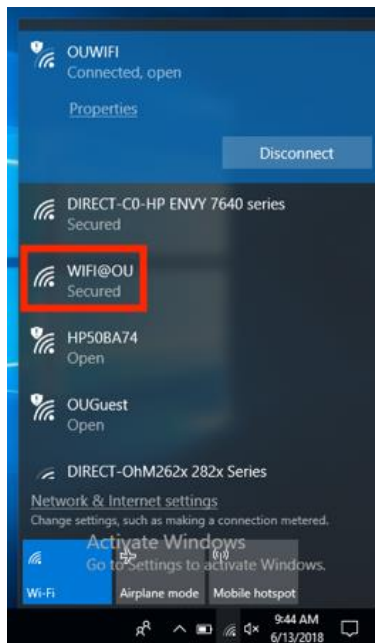 OUWIFI
Connected, open
Properties
Disconnect
DIRECT-C0-HP ENVY 7640 series
Secured
WIFI@OU
Secured
HP50BA74
Open
OUGuest
Open
DIRECT-OhM262x 282x Series
Network & Internet settings
Change settings, such as making a connection metered.
Activate Windows
Go to Settings to activate Windows.
Wi-Fi
Airplane mode
Mobile hotspot
9:44 AM
6/13/2018